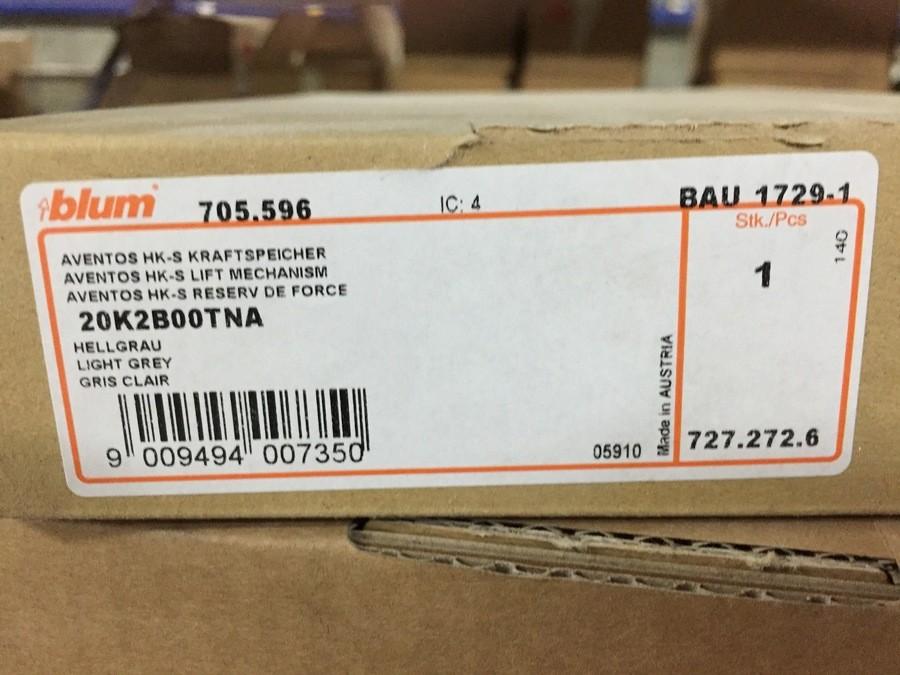 blum 705.596 IC: 4 BAU 1729-1
Stk./Pcs
14G
AVENTOS HK-S KRAFTSPEICHER
AVENTOS HK-S LIFT MECHANISM
AVENTOS HK-S RESERV DE FORCE
1
20K2B00TNA
HELLGRAU
LIGHT GREY
GRIS CLAIR
9 009494 007350
05910
Made in AUSTRIA
727.272.6